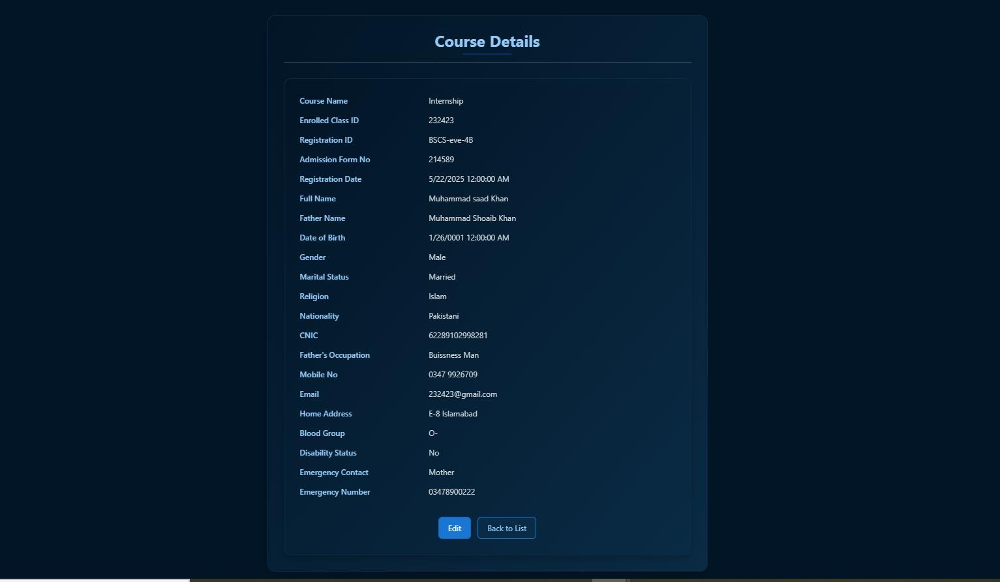 Course Details
Course Name Internship
Enrolled Class ID 232423
Registration ID BSCS-eve-4B
Admission Form No 214589
Registration Date 5/22/2025 12:00:00 AM
Full Name Muhammad saad Khan
Father Name Muhammad Shoaib Khan
Date of Birth 1/26/0001 12:00:00 AM
Gender Male
Marital Status Married
Religion Islam
Nationality Pakistani
CNIC 62289102998281
Father's Occupation Buissness Man
Mobile No 0347 9926709
Email 232423@gmail.com
Home Address E-8 Islamabad
Blood Group O-
Disability Status No
Emergency Contact Mother
Emergency Number 03478900222
Edit Back to List